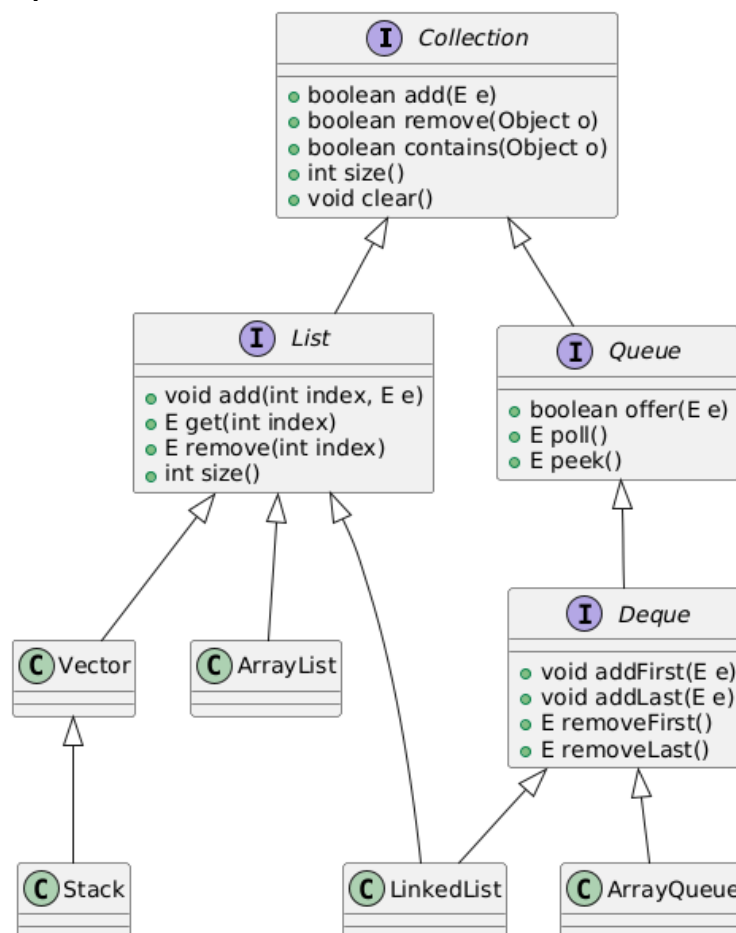 I Collection
boolean add(E e)
boolean remove(Object o)
boolean contains(Object o)
int size()
void clear()
I List
void add(int index, E e)
E get(int index)
E remove(int index)
int size()
I Queue
boolean offer(E e)
E poll()
E peek()
C Vector
C ArrayList
I Deque
void addFirst(E e)
void addLast(E e)
E removeFirst()
E removeLast()
C Stack
C LinkedList
C ArrayQueue